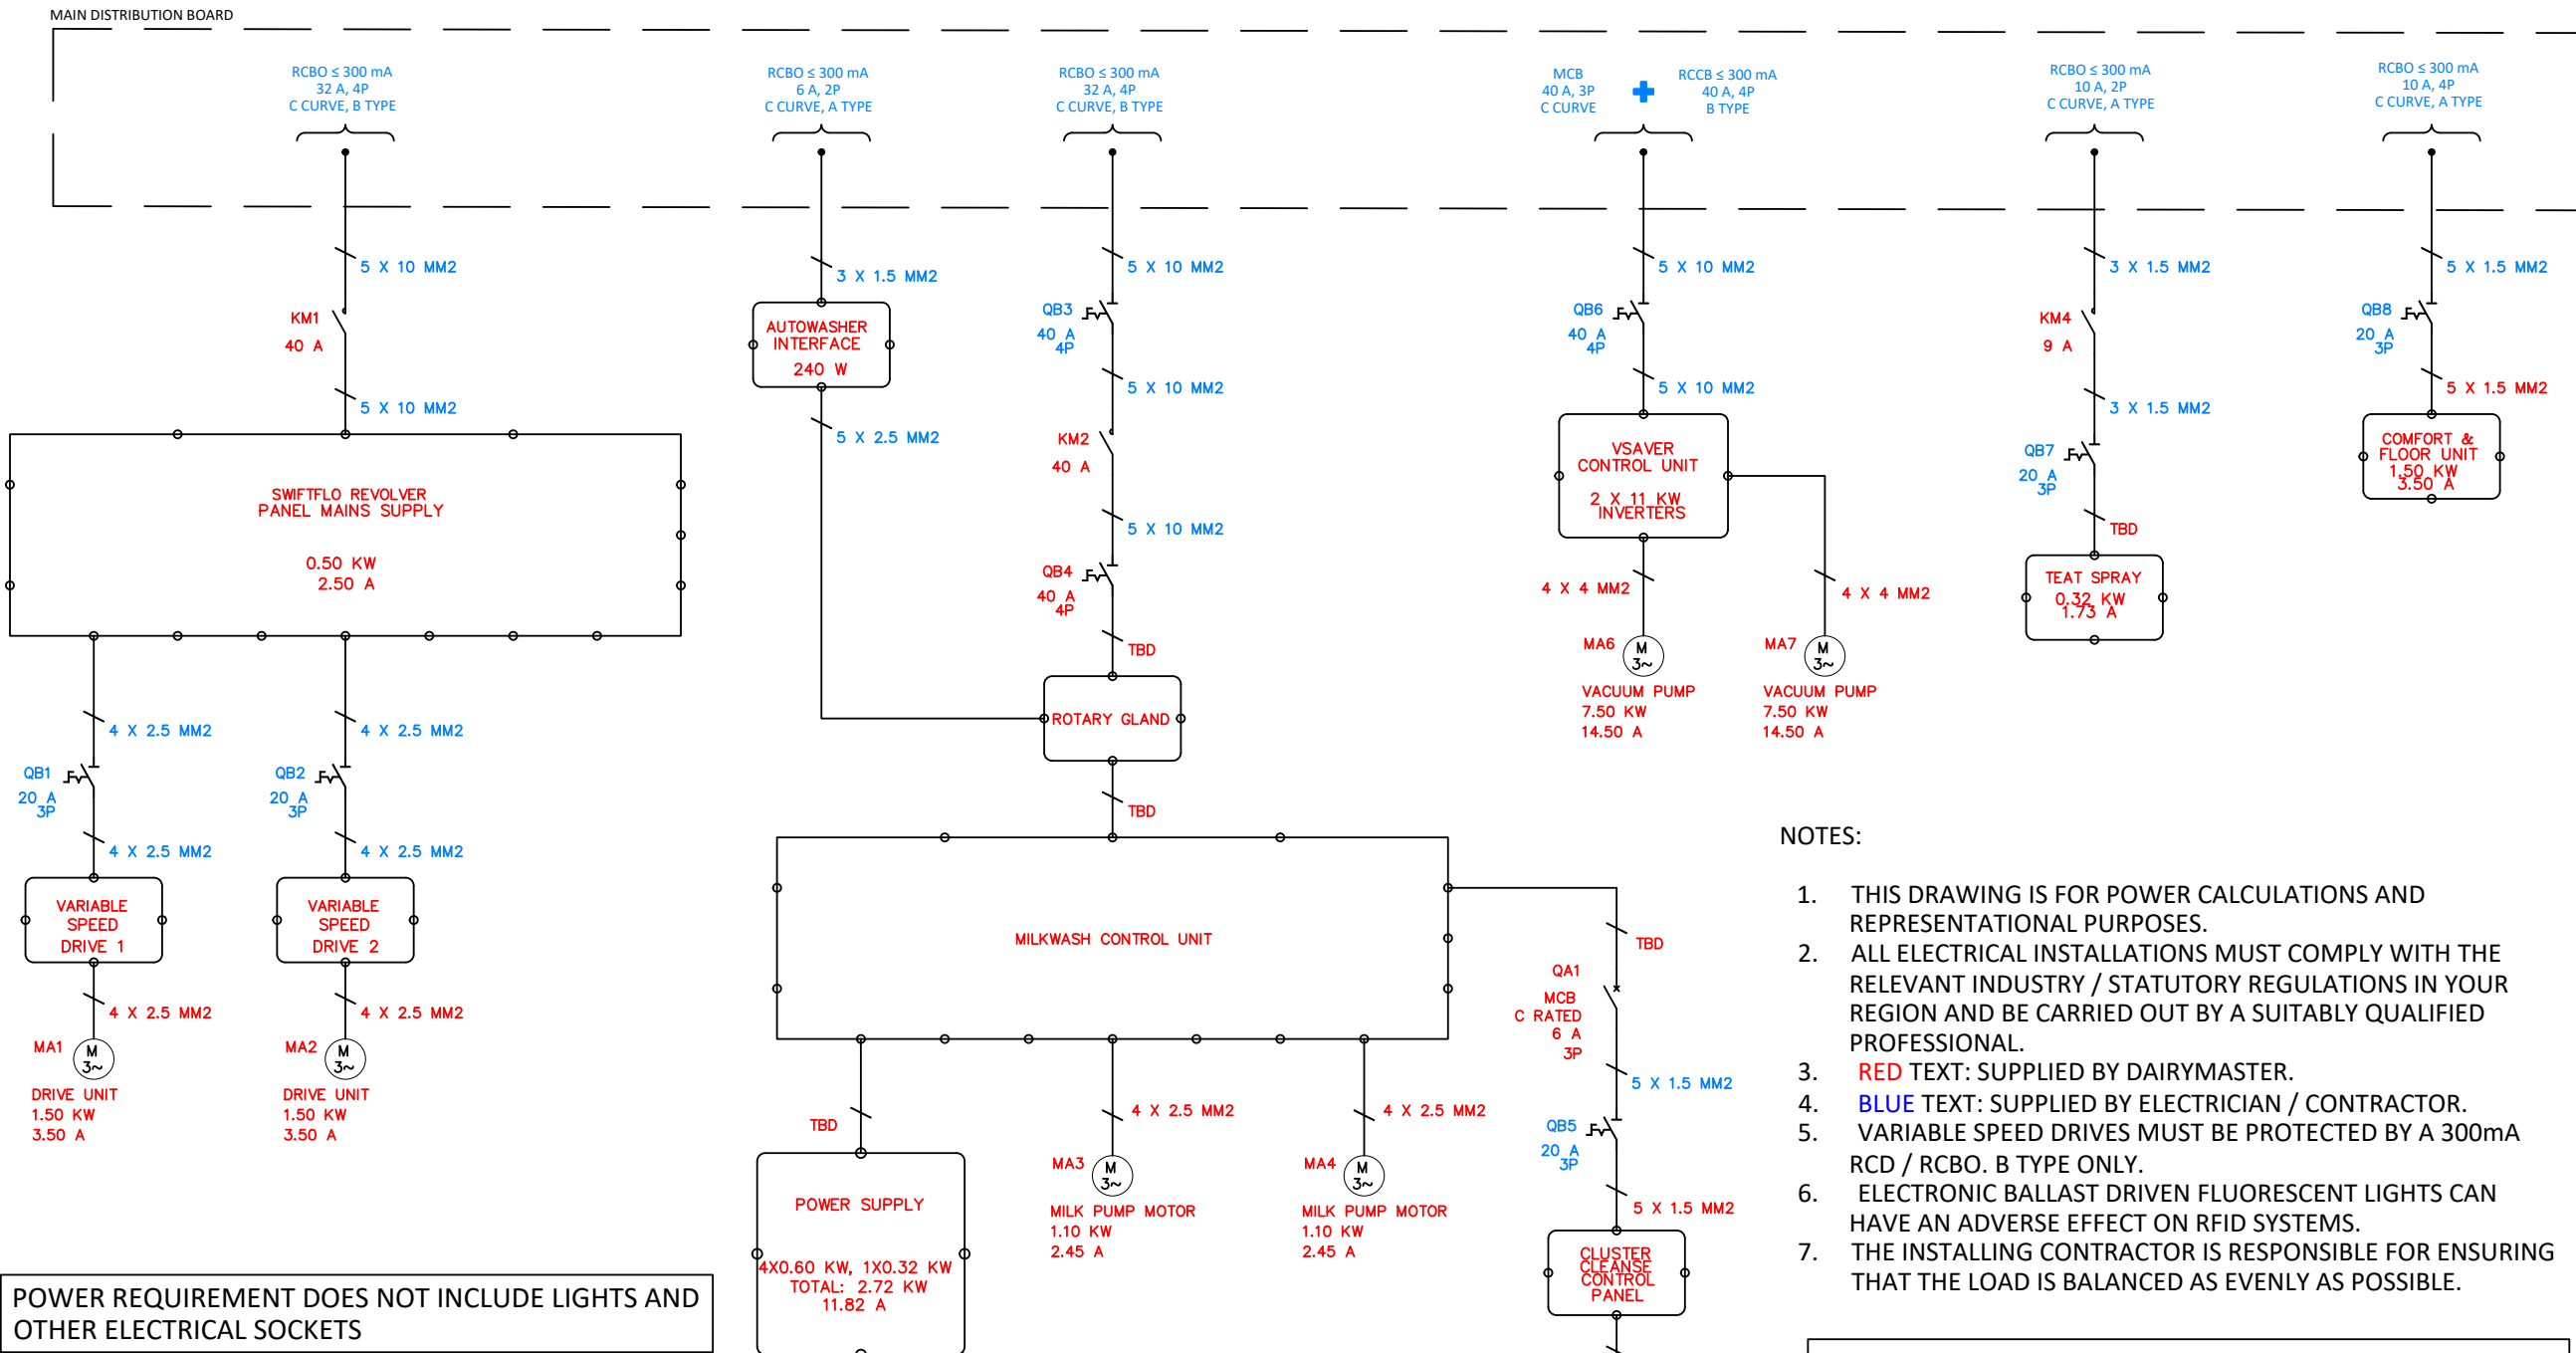 MAIN DISTRIBUTION BOARD
RCBO ≤ 300 mA
32 A, 4P
C CURVE, B TYPE
RCBO ≤ 300 mA
6 A, 2P
C CURVE, A TYPE
RCBO ≤ 300 mA
32 A, 4P
C CURVE, B TYPE
MCB
40 A, 3P
C CURVE
RCCB ≤ 300 mA
40 A, 4P
B TYPE
RCBO ≤ 300 mA
10 A, 2P
C CURVE, A TYPE
RCBO ≤ 300 mA
10 A, 4P
C CURVE, A TYPE
5 X 10 MM2
KM1
40 A
5 X 10 MM2
SWIFTFLO REVOLVER
PANEL MAINS SUPPLY
0.50 KW
2.50 A
4 X 2.5 MM2
QB1
20 A
3P
4 X 2.5 MM2
VARIABLE
SPEED
DRIVE 1
4 X 2.5 MM2
MA1
M
3~
DRIVE UNIT
1.50 KW
3.50 A
4 X 2.5 MM2
QB2
20 A
3P
4 X 2.5 MM2
VARIABLE
SPEED
DRIVE 2
4 X 2.5 MM2
MA2
M
3~
DRIVE UNIT
1.50 KW
3.50 A
3 X 1.5 MM2
AUTOWASHER
INTERFACE
240 W
5 X 2.5 MM2
5 X 10 MM2
QB3
40 A
4P
5 X 10 MM2
KM2
40 A
5 X 10 MM2
QB4
40 A
4P
TBD
ROTARY GLAND
TBD
MILKWASH CONTROL UNIT
TBD
POWER SUPPLY
4X0.60 KW, 1X0.32 KW
TOTAL: 2.72 KW
11.82 A
4 X 2.5 MM2
MA3
M
3~
MILK PUMP MOTOR
1.10 KW
2.45 A
4 X 2.5 MM2
MA4
M
3~
MILK PUMP MOTOR
1.10 KW
2.45 A
TBD
QA1
MCB
C RATED
6 A
3P
5 X 1.5 MM2
QB5
20 A
3P
5 X 1.5 MM2
CLUSTER
CLEANSE
CONTROL
PANEL
5 X 10 MM2
QB6
40 A
4P
5 X 10 MM2
VSAVER
CONTROL UNIT
2 X 11 KW
INVERTERS
4 X 4 MM2
MA6
M
3~
VACUUM PUMP
7.50 KW
14.50 A
4 X 4 MM2
MA7
M
3~
VACUUM PUMP
7.50 KW
14.50 A
3 X 1.5 MM2
KM4
9 A
3 X 1.5 MM2
QB7
20 A
3P
TBD
TEAT SPRAY
0.32 KW
1.73 A
5 X 1.5 MM2
QB8
20 A
3P
5 X 1.5 MM2
COMFORT &
FLOOR UNIT
1.50 KW
3.50 A
NOTES:
1. THIS DRAWING IS FOR POWER CALCULATIONS AND
REPRESENTATIONAL PURPOSES.
2. ALL ELECTRICAL INSTALLATIONS MUST COMPLY WITH THE
RELEVANT INDUSTRY / STATUTORY REGULATIONS IN YOUR
REGION AND BE CARRIED OUT BY A SUITABLY QUALIFIED
PROFESSIONAL.
3. RED TEXT: SUPPLIED BY DAIRYMASTER.
4. BLUE TEXT: SUPPLIED BY ELECTRICIAN / CONTRACTOR.
5. VARIABLE SPEED DRIVES MUST BE PROTECTED BY A 300mA
RCD / RCBO. B TYPE ONLY.
6. ELECTRONIC BALLAST DRIVEN FLUORESCENT LIGHTS CAN
HAVE AN ADVERSE EFFECT ON RFID SYSTEMS.
7. THE INSTALLING CONTRACTOR IS RESPONSIBLE FOR ENSURING
THAT THE LOAD IS BALANCED AS EVENLY AS POSSIBLE.
POWER REQUIREMENT DOES NOT INCLUDE LIGHTS AND
OTHER ELECTRICAL SOCKETS